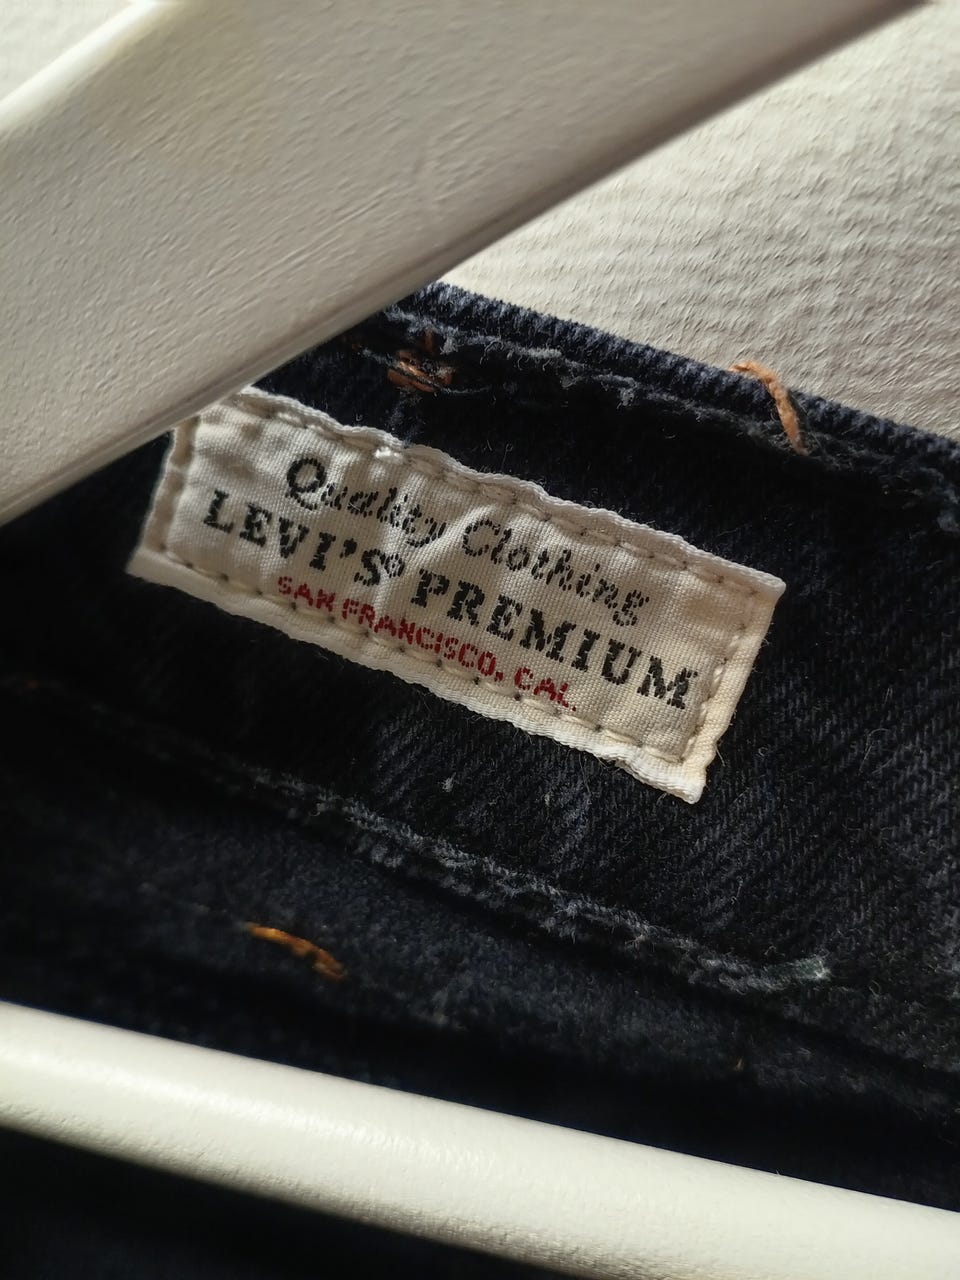 Quality Clothing
LEVI'S® PREMIUM
SAN FRANCISCO, CAL.